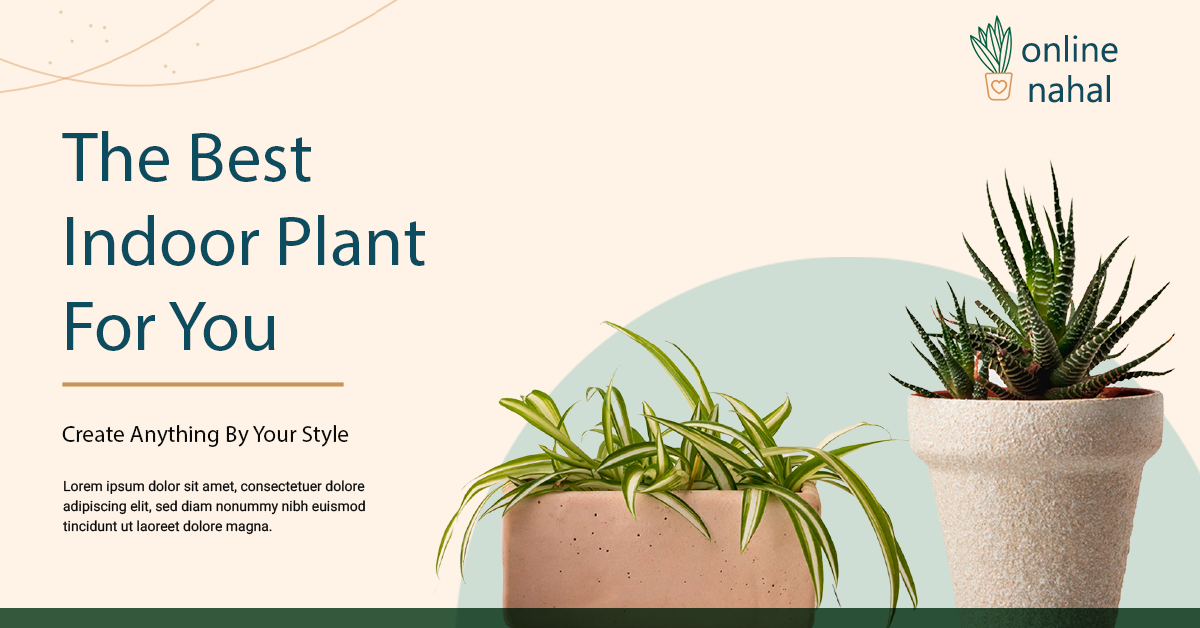 online
nahal
The Best
Indoor Plant
For You
Create Anything By Your Style
Lorem ipsum dolor sit amet, consectetuer dolore
adipiscing elit, sed diam nonummy nibh euismod
tincidunt ut laoreet dolore magna.